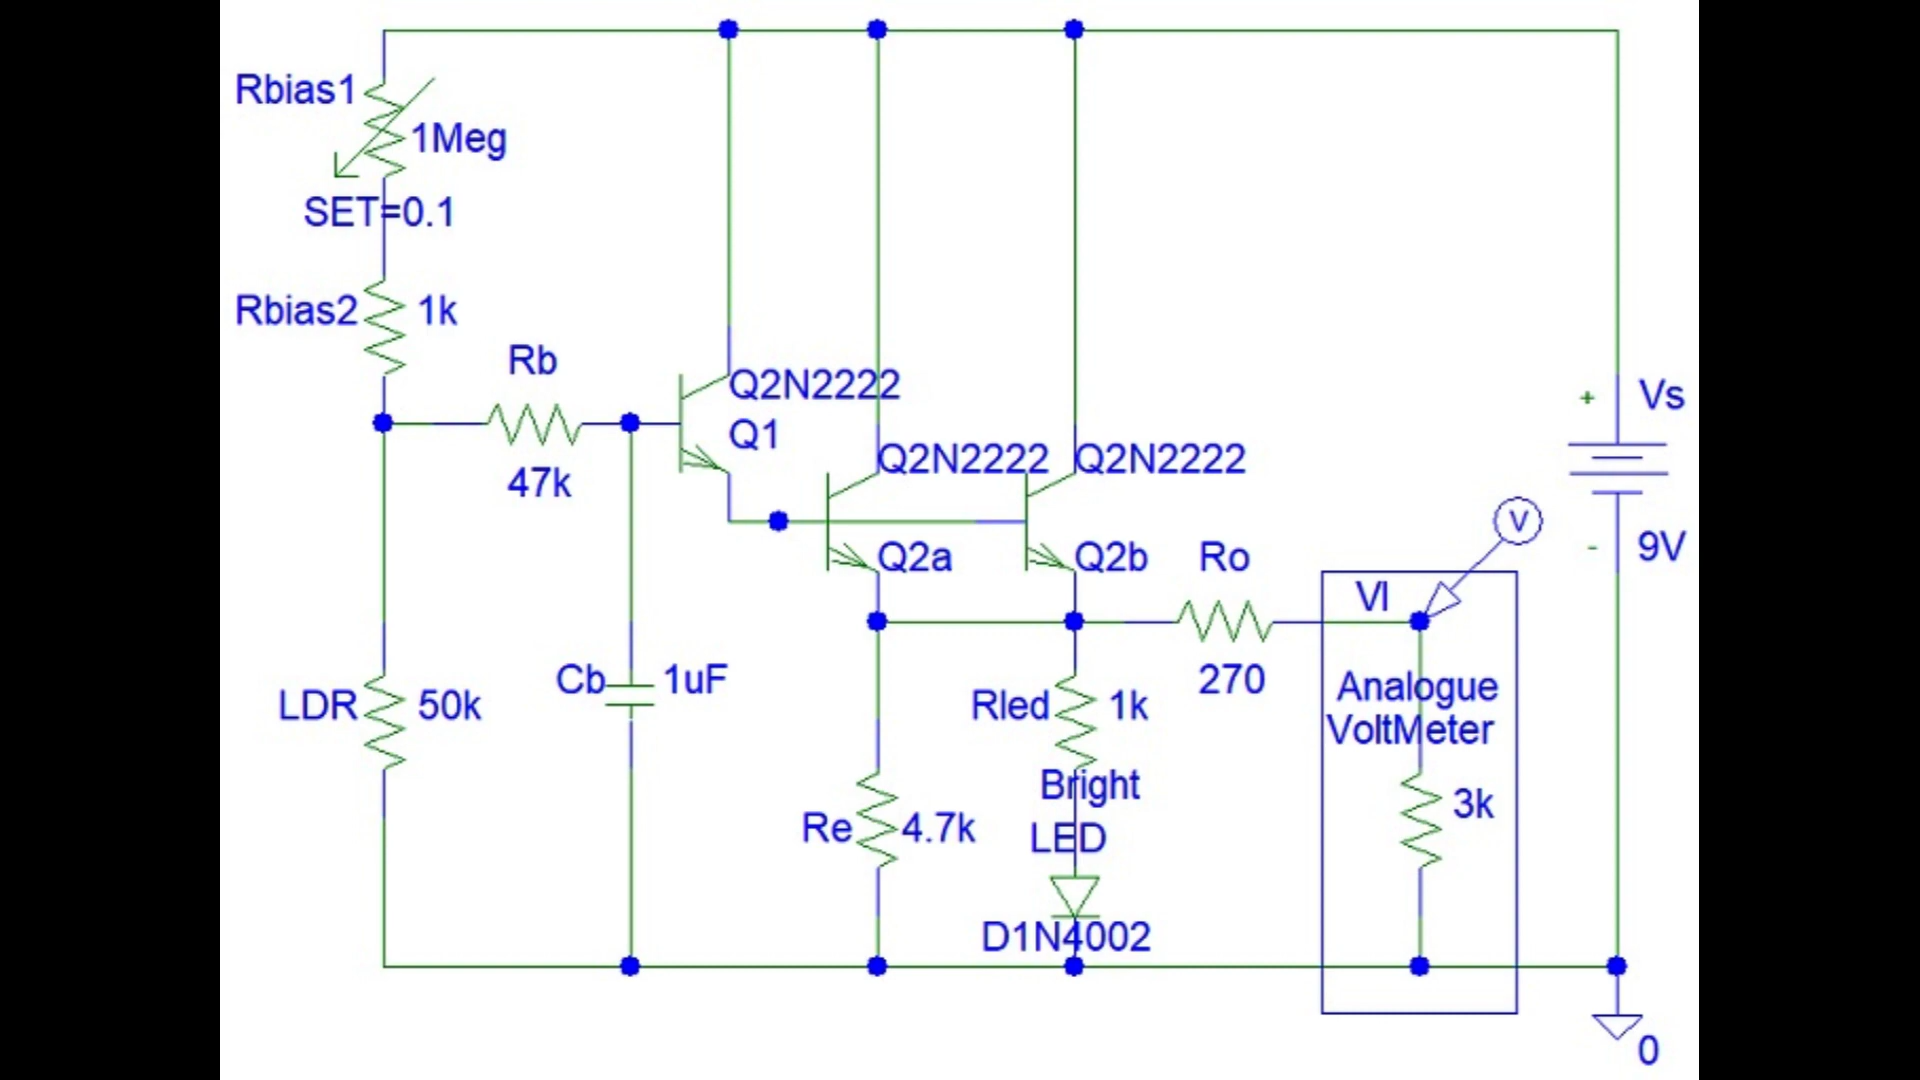 Rbias1
1Meg
SET=0.1
Rbias2
1k
Rb
47k
Q2N2222
Q1
Q2N2222
Q2N2222
Vs
+
-
9V
V
Q2a
Q2b
Ro
270
VI
Analogue
VoltMeter
3k
LDR
50k
Cb
1uF
Rled
1k
Bright
LED
Re
4.7k
D1N4002
0